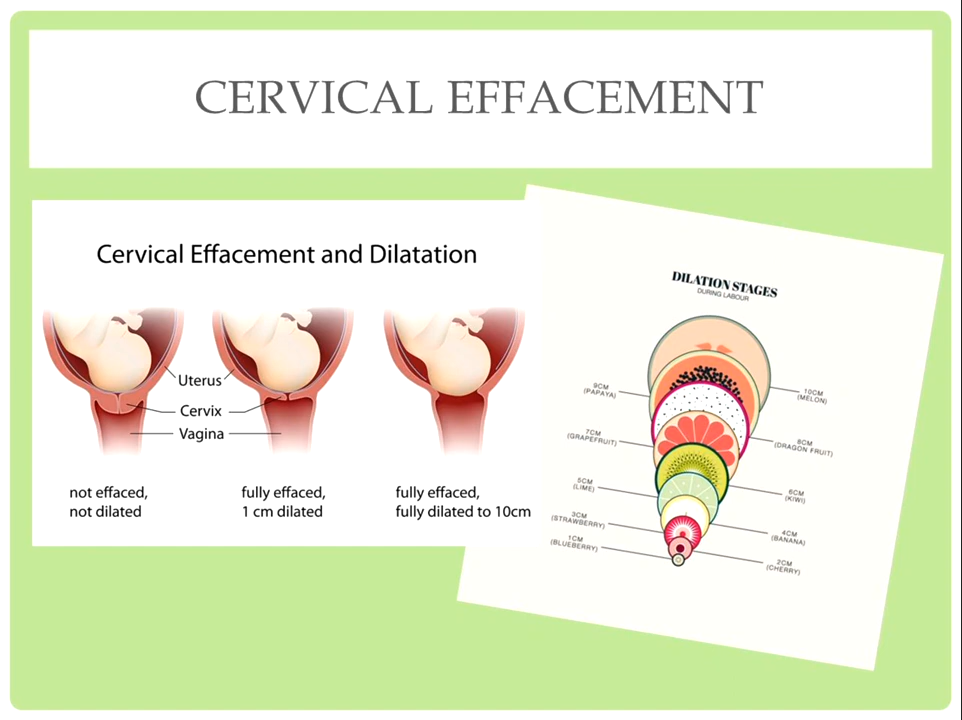 CERVICAL EFFACEMENT
Cervical Effacement and Dilatation
Uterus
Cervix
Vagina
not effaced,
not dilated
fully effaced,
1 cm dilated
fully effaced,
fully dilated to 10cm
DILATION STAGES
DURING LABOUR
10CM
(MELON)
9CM
(PAPAYA)
8CM
(DRAGON FRUIT)
7CM
(GRAPEFRUIT)
6CM
(KIWI)
5CM
(LIME)
4CM
(BANANA)
3CM
(STRAWBERRY)
2CM
(CHERRY)
1CM
(BLUEBERRY)